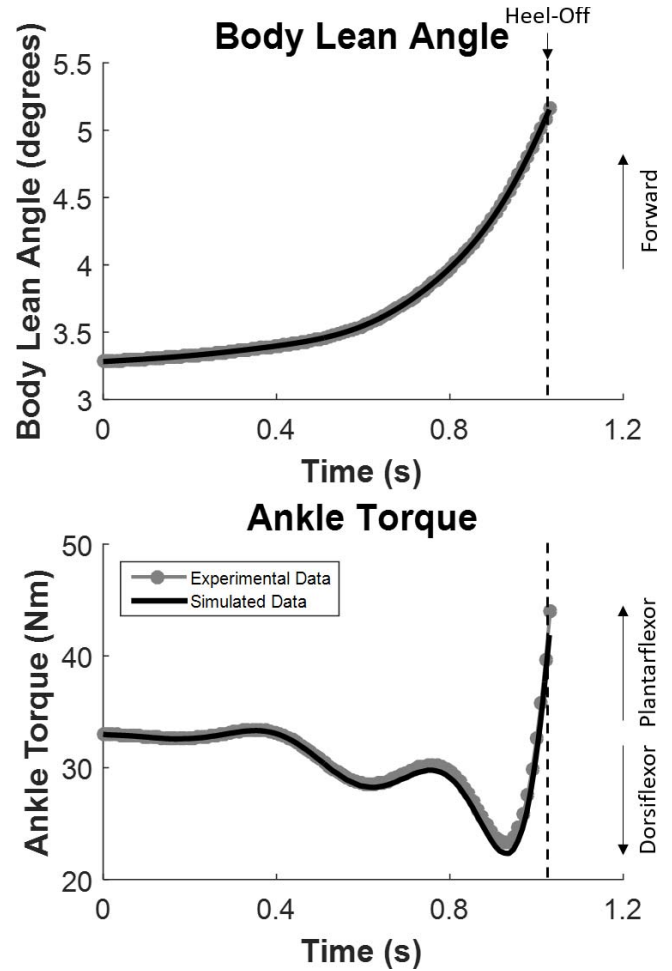 Heel-Off
Body Lean Angle
Body Lean Angle (degrees)
5.5
5
4.5
4
3.5
3
0
0.4
0.8
1.2
Time (s)
Forward
Ankle Torque
Ankle Torque (Nm)
50
40
30
20
Experimental Data
Simulated Data
0
0.4
0.8
1.2
Time (s)
Plantarflexor
Dorsiflexor